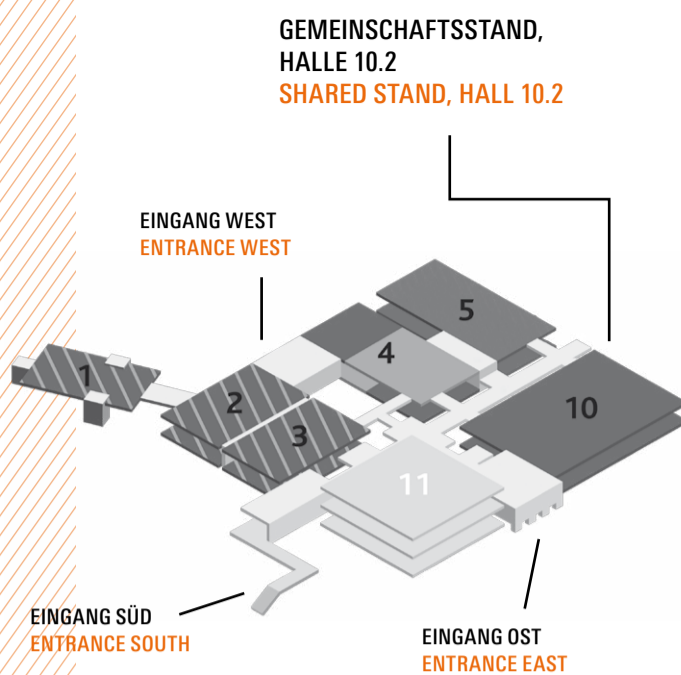 GEMEINSCHAFTSSTAND,
HALLE 10.2
SHARED STAND, HALL 10.2
EINGANG WEST
ENTRANCE WEST
5
4
1
2
10
3
11
EINGANG SÜD
ENTRANCE SOUTH
EINGANG OST
ENTRANCE EAST